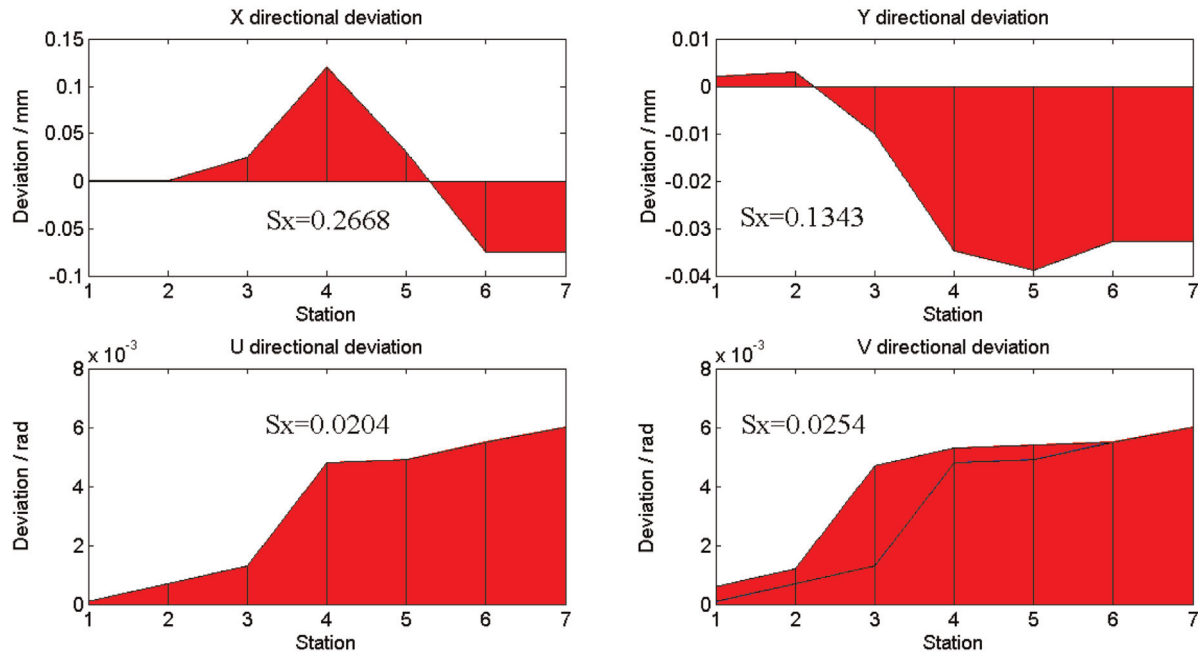 X directional deviation
0.15
0.1
0.05
0
-0.05
-0.1
Deviation / mm
Sx=0.2668
1 2 3 4 5 6 7
Station
Y directional deviation
0.01
0
-0.01
-0.02
-0.03
-0.04
Deviation / mm
Sx=0.1343
1 2 3 4 5 6 7
Station
U directional deviation
x 10^-3
8
6
4
2
0
Deviation / rad
Sx=0.0204
1 2 3 4 5 6 7
Station
V directional deviation
x 10^-3
8
6
4
2
0
Deviation / rad
Sx=0.0254
1 2 3 4 5 6 7
Station